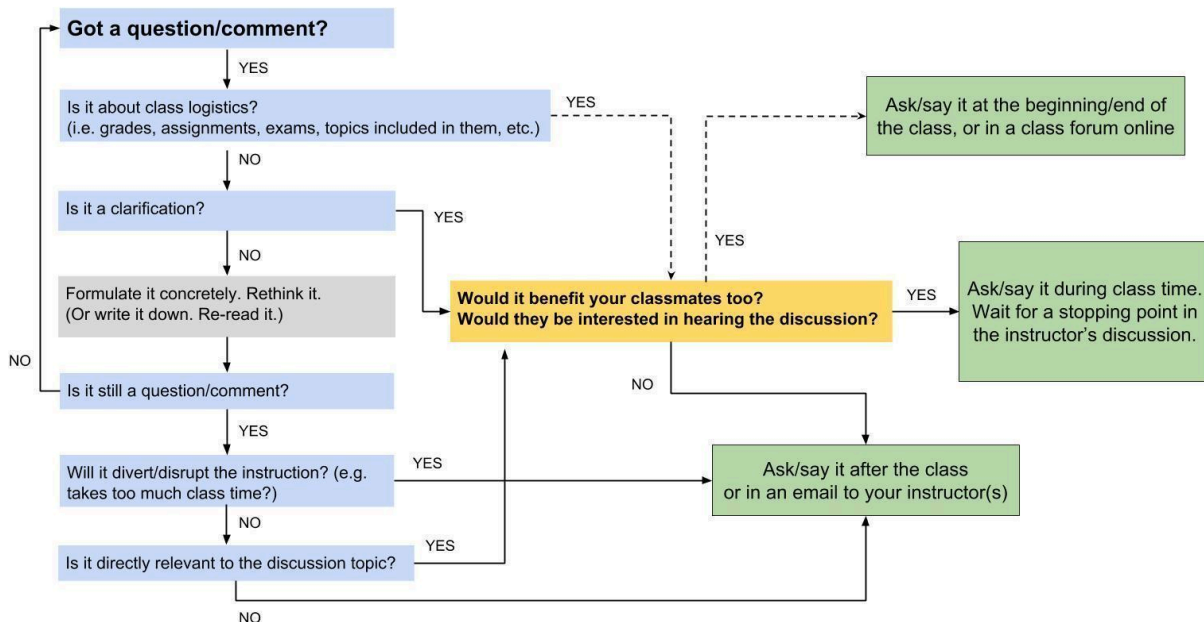 Got a question/comment?
YES
Is it about class logistics?
(i.e. grades, assignments, exams, topics included in them, etc.)
YES
Ask/say it at the beginning/end of
the class, or in a class forum online
NO
Is it a clarification?
YES
YES
NO
Formulate it concretely. Rethink it.
(Or write it down. Re-read it.)
Would it benefit your classmates too?
Would they be interested in hearing the discussion?
YES
Ask/say it during class time.
Wait for a stopping point in
the instructor's discussion.
NO
Is it still a question/comment?
NO
YES
Will it divert/disrupt the instruction? (e.g.
takes too much class time?)
YES
Ask/say it after the class
or in an email to your instructor(s)
NO
Is it directly relevant to the discussion topic?
YES
NO